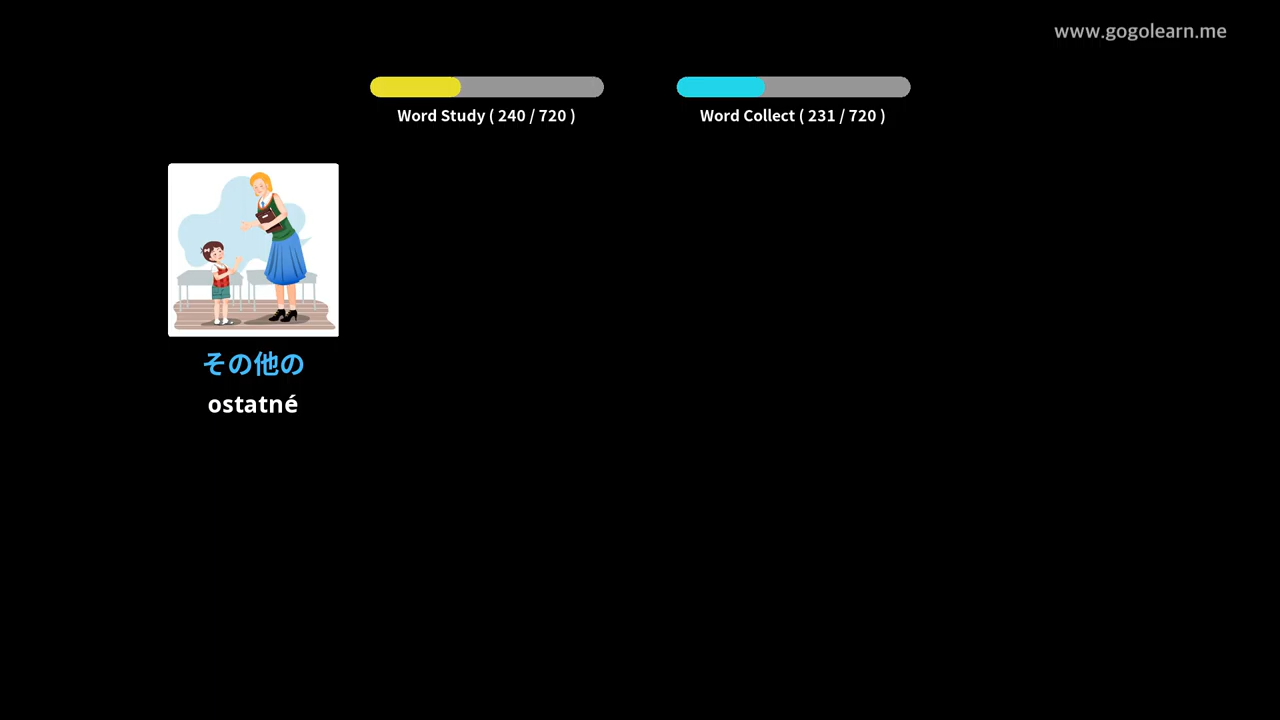 www.gogolearn.me
Word Study ( 240 / 720 )
Word Collect ( 231 / 720 )
その他の
ostatné